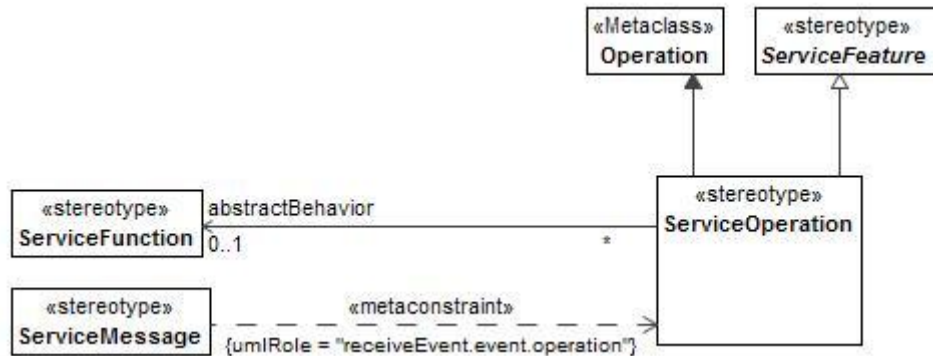 «Metaclass»
Operation
«stereotype»
ServiceFeature
«stereotype»
ServiceFunction
abstractBehavior
0..1
*
«stereotype»
ServiceOperation
«stereotype»
ServiceMessage
«metaconstraint»
{umlRole = "receiveEvent.event.operation"}